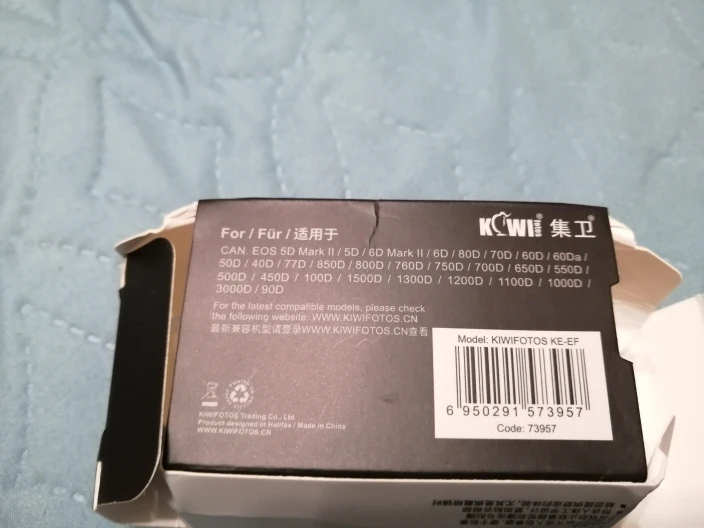 For / Für / 适用于
KIWI fotos 集卫
CAN. EOS 5D Mark II / 5D / 6D Mark II / 6D / 80D / 70D / 60D / 60Da /
50D / 40D / 77D / 850D / 800D / 760D / 750D / 700D / 650D / 550D /
500D / 450D / 100D / 1500D / 1300D / 1200D / 1100D / 1000D /
3000D / 90D
For the latest compatible models, please check
the following website: WWW.KIWIFOTOS.CN
最新兼容机型请登录WWW.KIWIFOTOS.CN查看
Model: KIWIFOTOS KE-EF
6 950291 573957
Code: 73957
KIWIFOTOS Trading Co., Ltd.
Product designed in Halifax / Made in China
WWW.KIWIFOTOS.CN